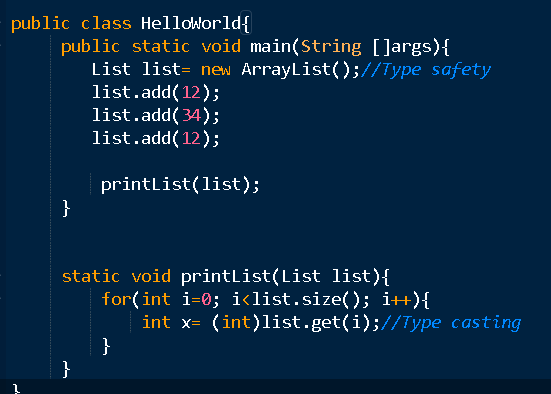 public class HelloWorld{
public static void main(String []args){
List list= new ArrayList();//Type safety
list.add(12);
list.add(34);
list.add(12);
printList(list);
}
static void printList(List list){
for(int i=0; i<list.size(); i++){
int x= (int)list.get(i);//Type casting
}
}
}